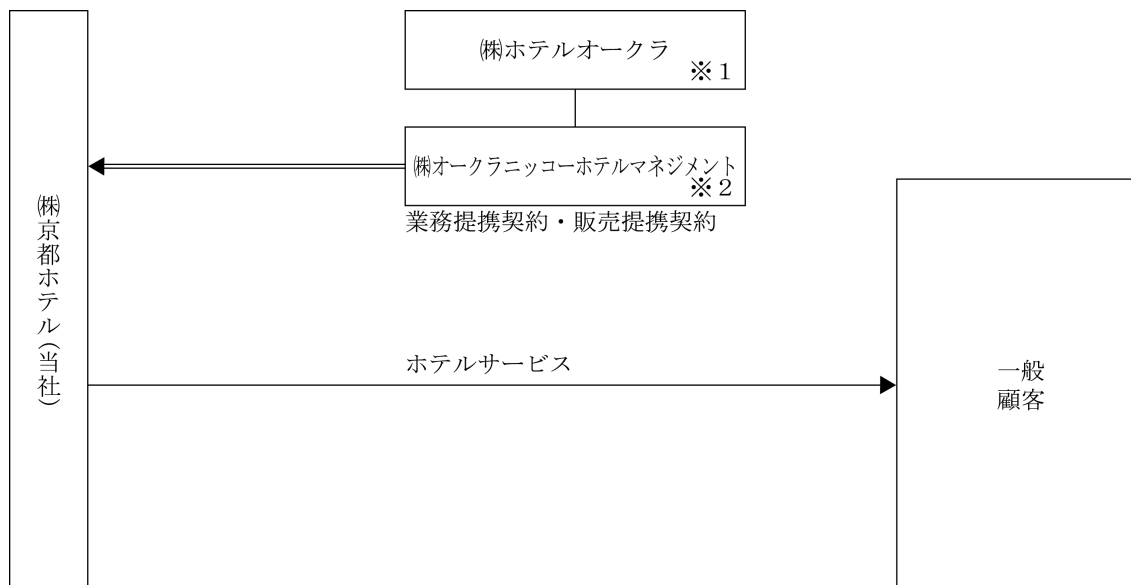 ㈱ホテルオークラ
※1
㈱オークラニッコーホテルマネジメント
※2
業務提携契約・販売提携契約
㈱京都ホテル(当社)
ホテルサービス
一般
顧客